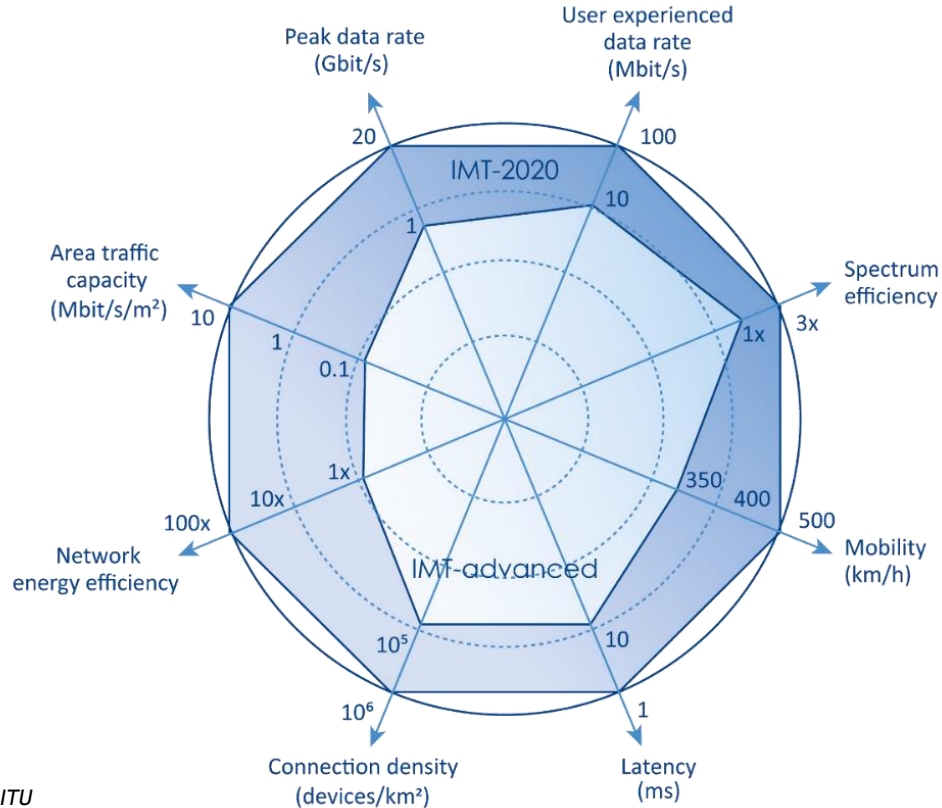 Peak data rate
(Gbit/s)
User experienced
data rate
(Mbit/s)
20
100
IMT-2020
1
10
Area traffic
capacity
(Mbit/s/m²)
Spectrum
efficiency
10
1
0.1
1x
3x
1x
10x
100x
350
400
500
Network
energy efficiency
Mobility
(km/h)
IMT-advanced
10⁵
10
10⁶
1
Connection density
(devices/km²)
Latency
(ms)
ITU